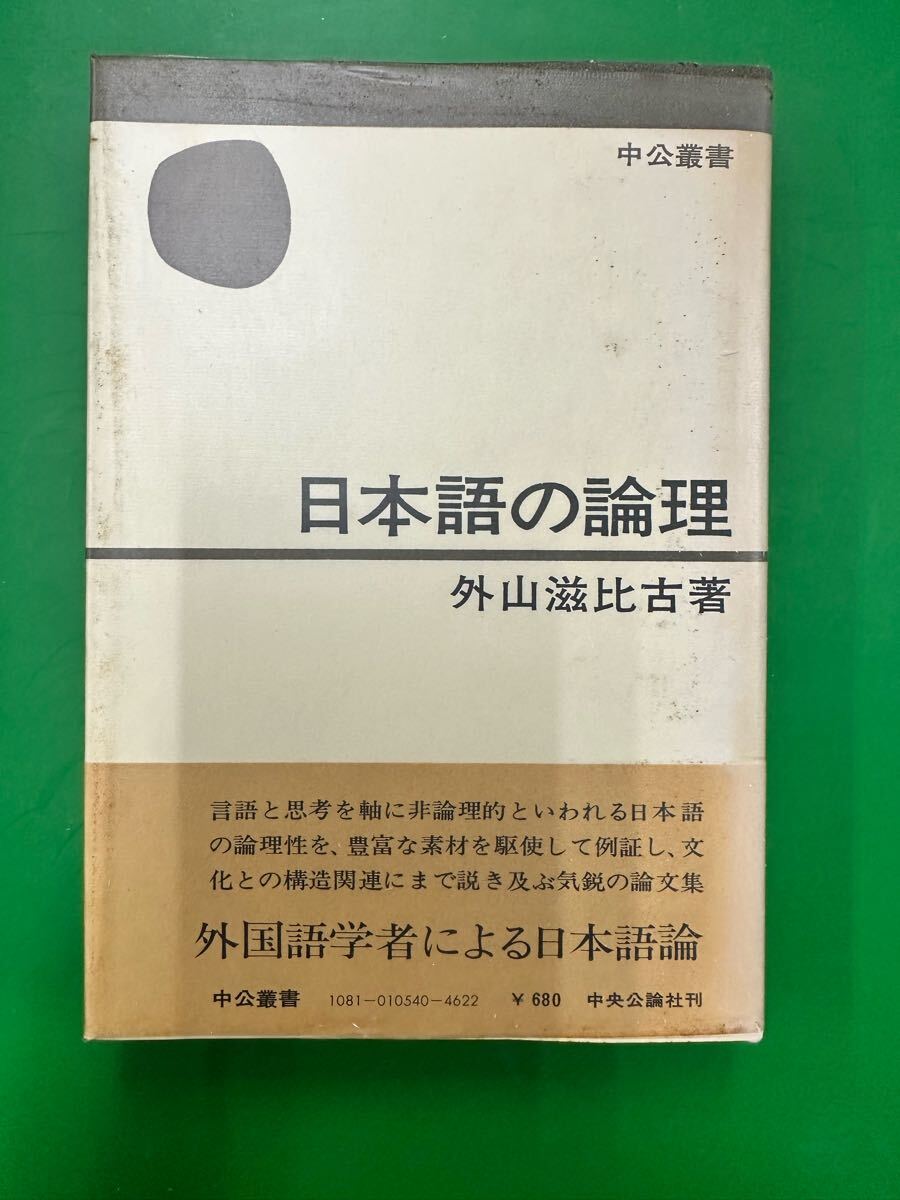 中公叢書
日本語の論理
外山滋比古著
言語と思考を軸に非論理的といわれる日本語
の論理性を、豊富な素材を駆使して例証し、文
化との構造関連にまで説き及ぶ気鋭の論文集
外国語学者による日本語論
中公叢書 1081-010540-4622 ¥680 中央公論社刊